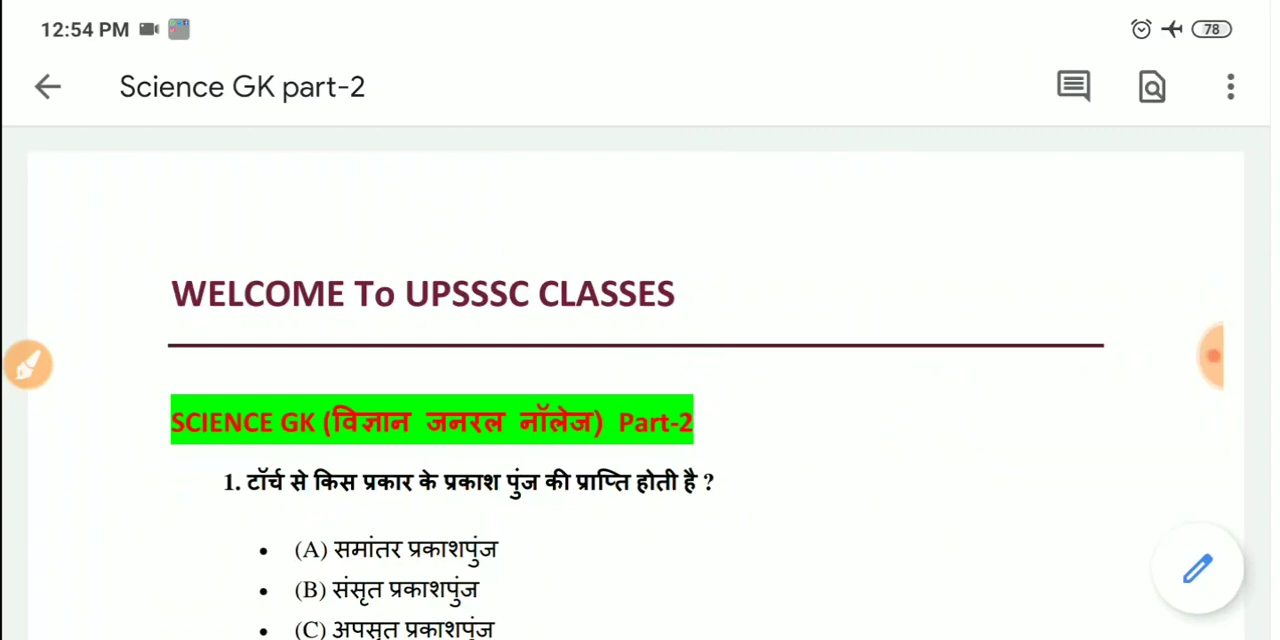 12:54 PM 78
Science GK part-2
WELCOME To UPSSSC CLASSES
SCIENCE GK (विज्ञान जनरल नॉलेज) Part-2
1. टॉर्च से किस प्रकार के प्रकाश पुंज की प्राप्ति होती है ?
• (A) समांतर प्रकाशपुंज
• (B) संसृत प्रकाशपुंज
• (C) अपसृत प्रकाशपुंज